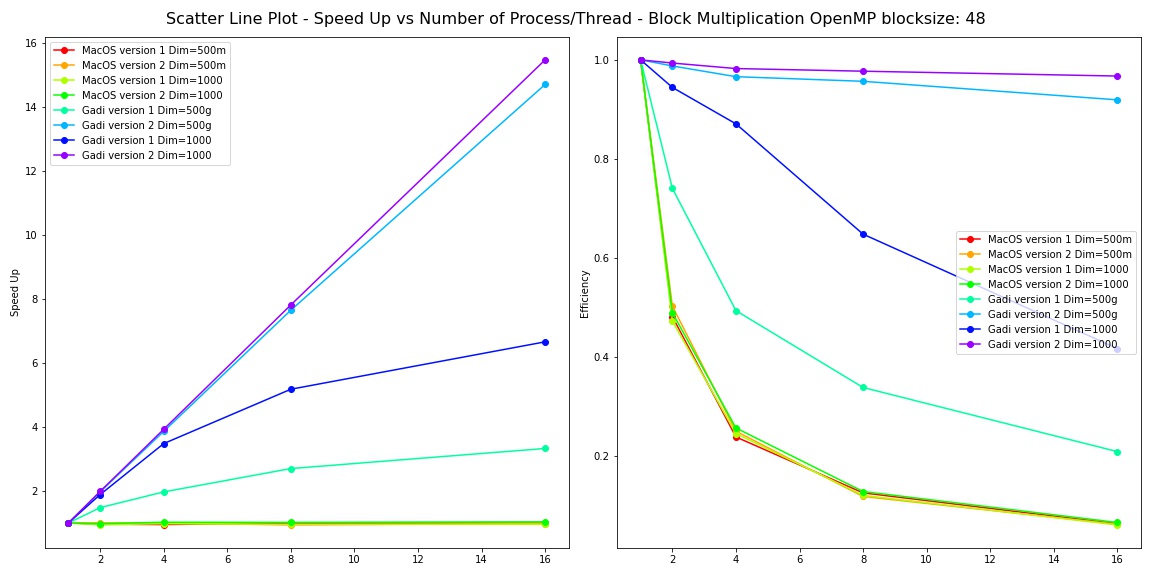 Scatter Line Plot - Speed Up vs Number of Process/Thread - Block Multiplication OpenMP blocksize: 48
16
14
12
10
8
6
4
2
Speed Up
2
4
6
8
10
12
14
16
MacOS version 1 Dim=500m
MacOS version 2 Dim=500m
MacOS version 1 Dim=1000
MacOS version 2 Dim=1000
Gadi version 1 Dim=500g
Gadi version 2 Dim=500g
Gadi version 1 Dim=1000
Gadi version 2 Dim=1000
1.0
0.8
0.6
0.4
0.2
Efficiency
2
4
6
8
10
12
14
16
MacOS version 1 Dim=500m
MacOS version 2 Dim=500m
MacOS version 1 Dim=1000
MacOS version 2 Dim=1000
Gadi version 1 Dim=500g
Gadi version 2 Dim=500g
Gadi version 1 Dim=1000
Gadi version 2 Dim=1000